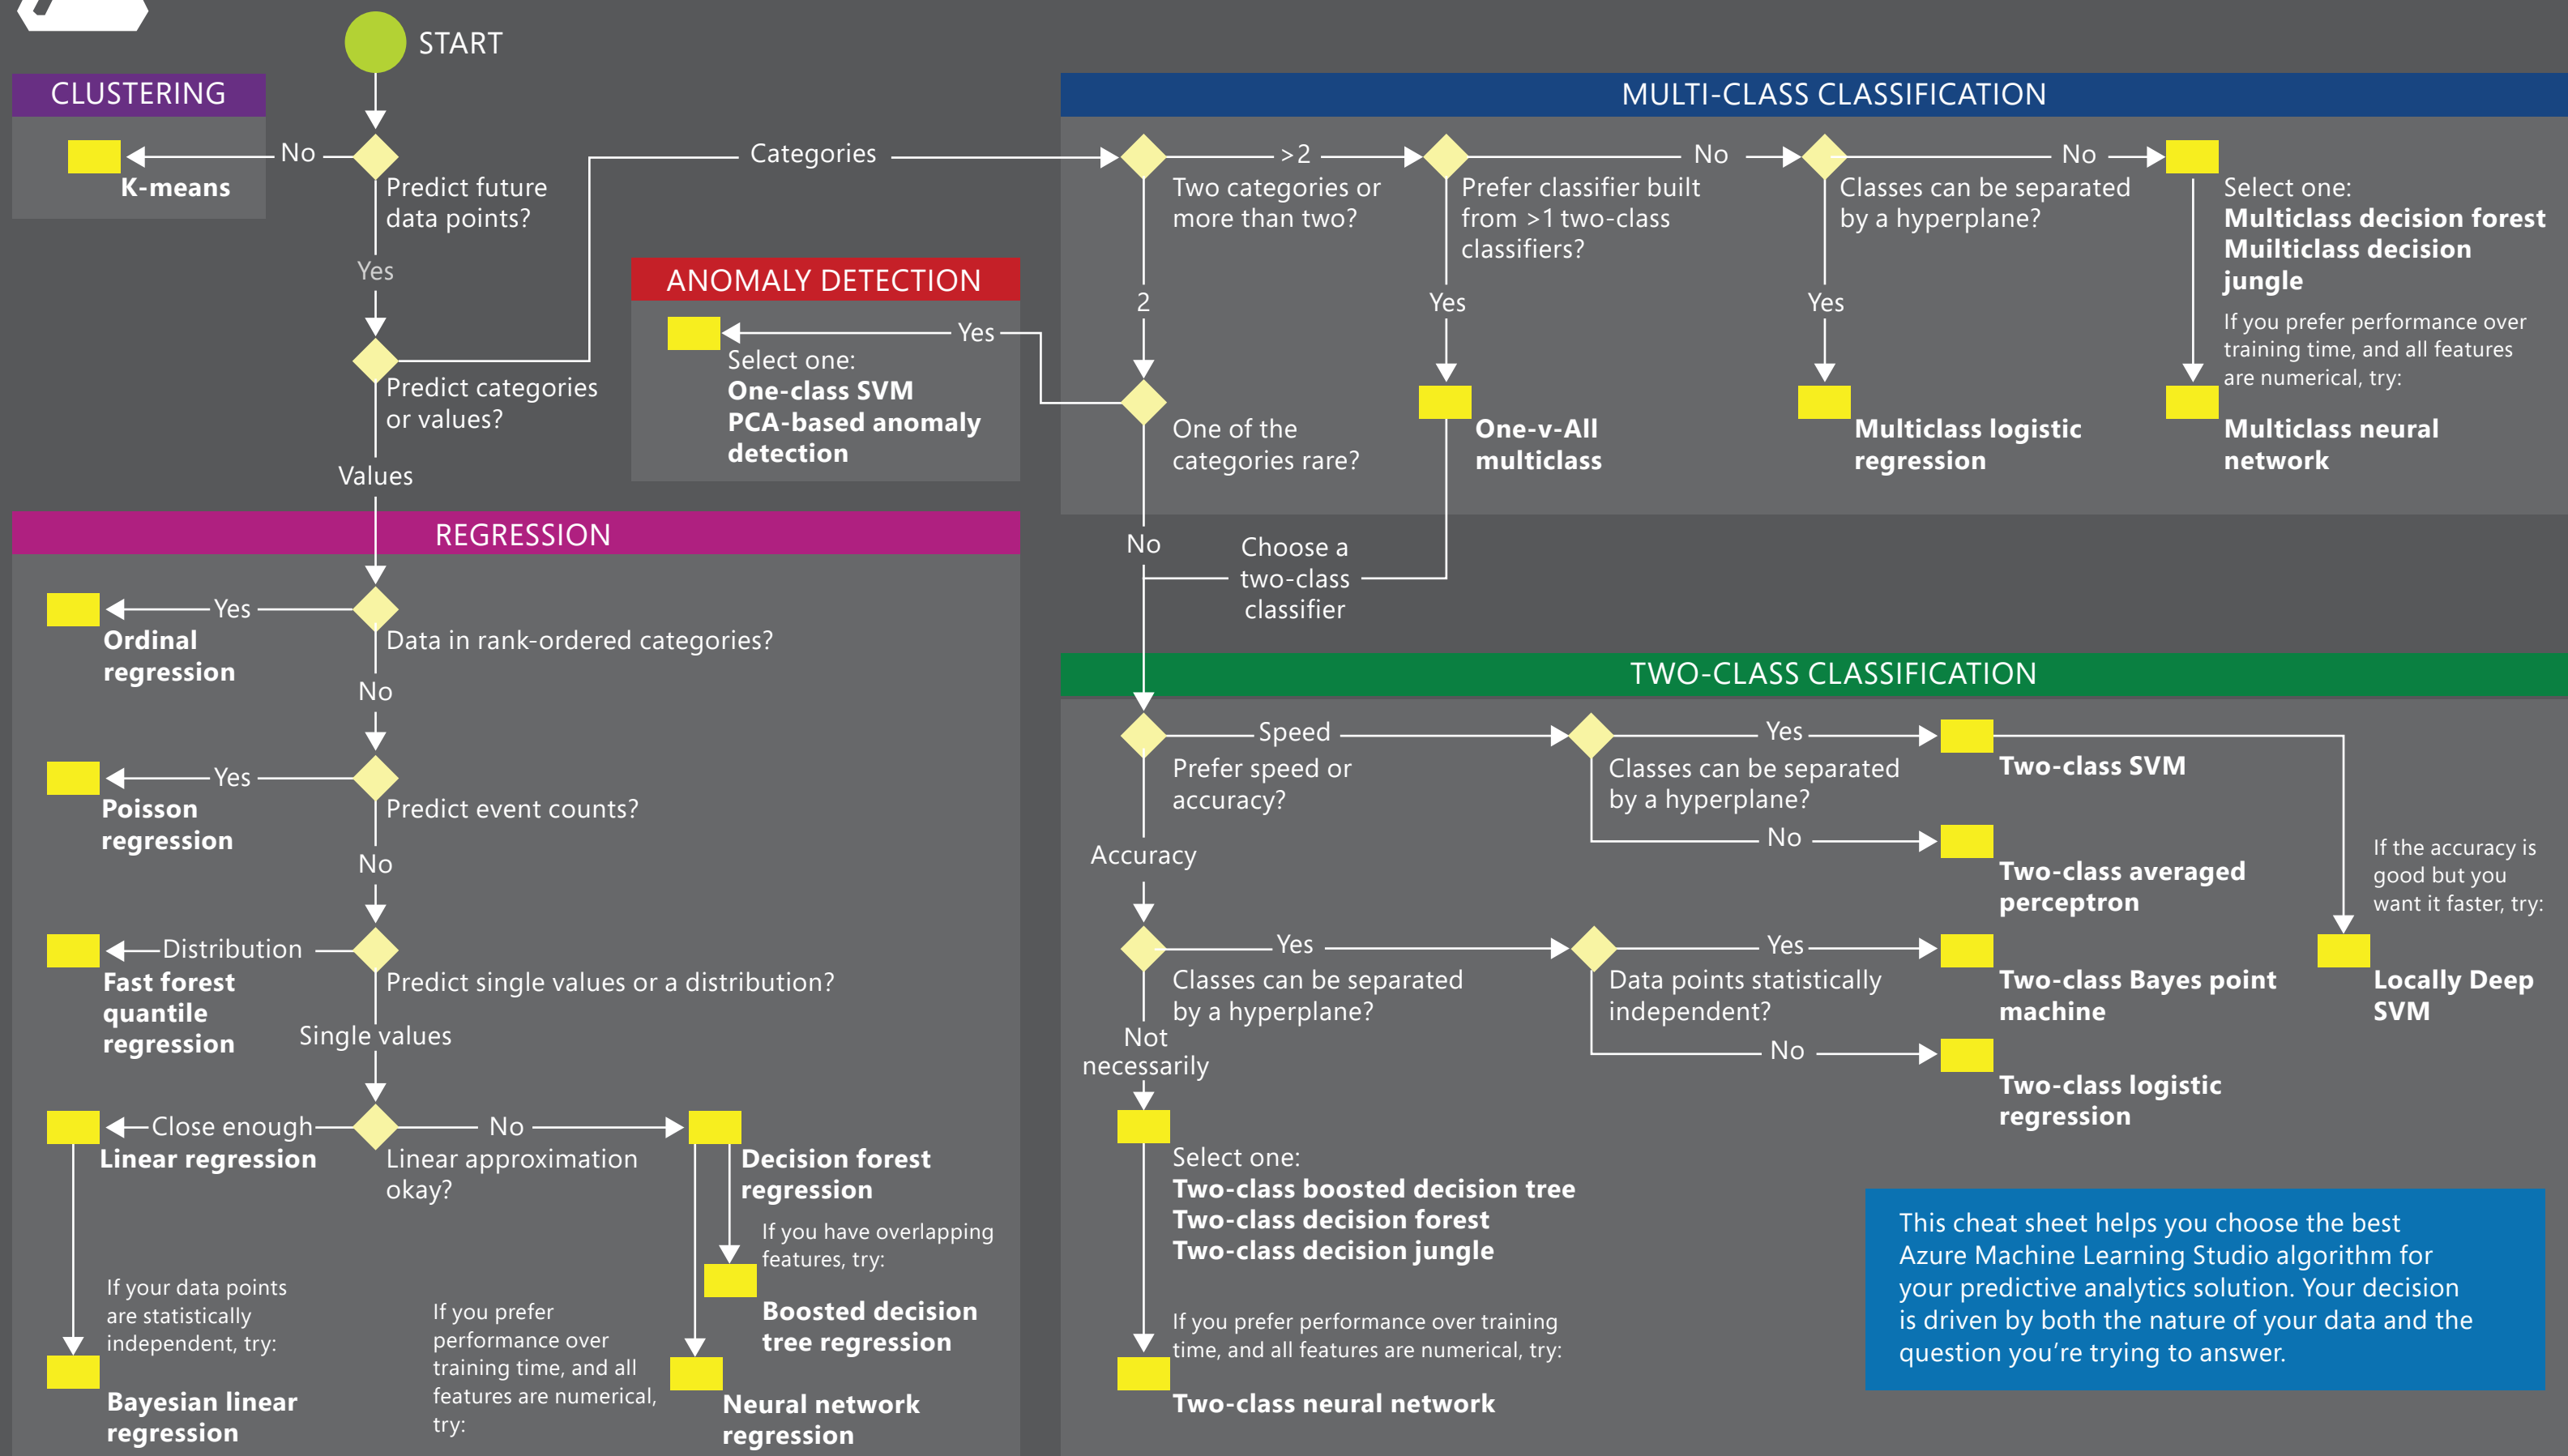 START
CLUSTERING
No
K-means
Predict future
data points?
Yes
Predict categories
or values?
Categories
Values
ANOMALY DETECTION
Yes
Select one:
One-class SVM
PCA-based anomaly
detection
MULTI-CLASS CLASSIFICATION
>2
Two categories or
more than two?
2
One of the
categories rare?
No
Prefer classifier built
from >1 two-class
classifiers?
Yes
One-v-All
multiclass
Choose a
two-class
classifier
No
Classes can be separated
by a hyperplane?
Yes
Multiclass logistic
regression
No
Select one:
Multiclass decision forest
Muilticlass decision
jungle
If you prefer performance over
training time, and all features
are numerical, try:
Multiclass neural
network
No
REGRESSION
Yes
Ordinal
regression
Data in rank-ordered categories?
No
Yes
Poisson
regression
Predict event counts?
No
Distribution
Fast forest
quantile
regression
Predict single values or a distribution?
Single values
Close enough
Linear regression
Linear approximation
okay?
No
Decision forest
regression
If you have overlapping
features, try:
Boosted decision
tree regression
If your data points
are statistically
independent, try:
Bayesian linear
regression
If you prefer
performance over
training time, and all
features are numerical,
try:
Neural network
regression
TWO-CLASS CLASSIFICATION
Speed
Prefer speed or
accuracy?
Accuracy
Classes can be separated
by a hyperplane?
Yes
Two-class SVM
No
Two-class averaged
perceptron
If the accuracy is
good but you
want it faster, try:
Locally Deep
SVM
Yes
Classes can be separated
by a hyperplane?
Not
necessarily
Data points statistically
independent?
Yes
Two-class Bayes point
machine
No
Two-class logistic
regression
Select one:
Two-class boosted decision tree
Two-class decision forest
Two-class decision jungle
If you prefer performance over training
time, and all features are numerical, try:
Two-class neural network
This cheat sheet helps you choose the best
Azure Machine Learning Studio algorithm for
your predictive analytics solution. Your decision
is driven by both the nature of your data and the
question you're trying to answer.